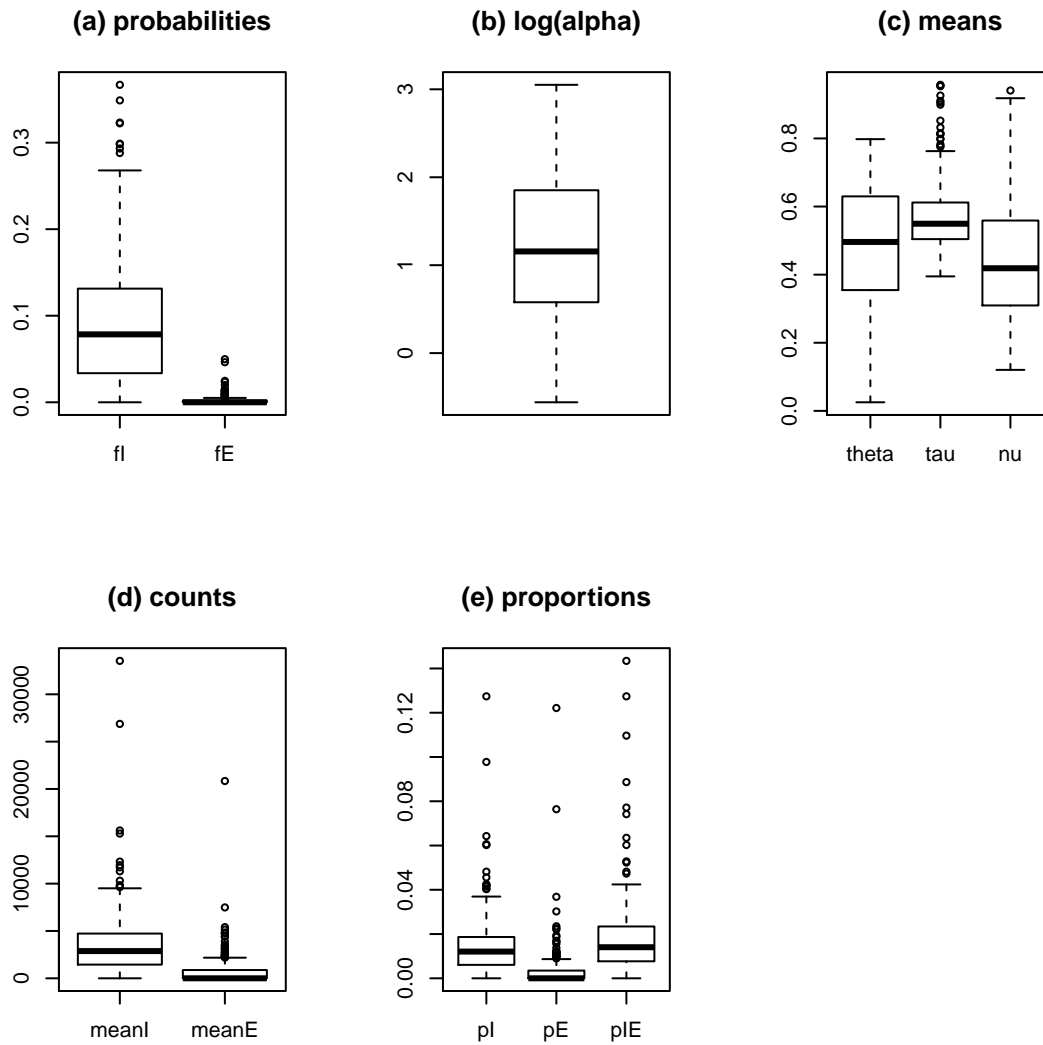 (a) probabilities
0.0 0.1 0.2 0.3
fI fE
(b) log(alpha)
0 1 2 3
(c) means
0.0 0.2 0.4 0.6 0.8
theta tau nu
(d) counts
0 10000 20000 30000
meanI meanE
(e) proportions
0.00 0.04 0.08 0.12
pI pE pIE